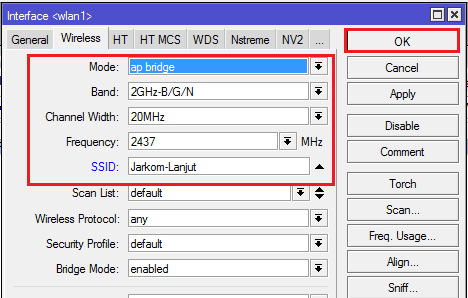 Interface <wlan1>
General Wireless HT HT MCS WDS Nstreme NV2 ...
OK
Mode: ap bridge
Cancel
Band: 2GHz-B/G/N
Apply
Channel Width: 20MHz
Disable
Frequency: 2437 MHz
Comment
SSID: Jarkom-Lanjut
Torch
Scan List: default
Scan...
Wireless Protocol: any
Freq. Usage...
Security Profile: default
Align...
Bridge Mode: enabled
Sniff...